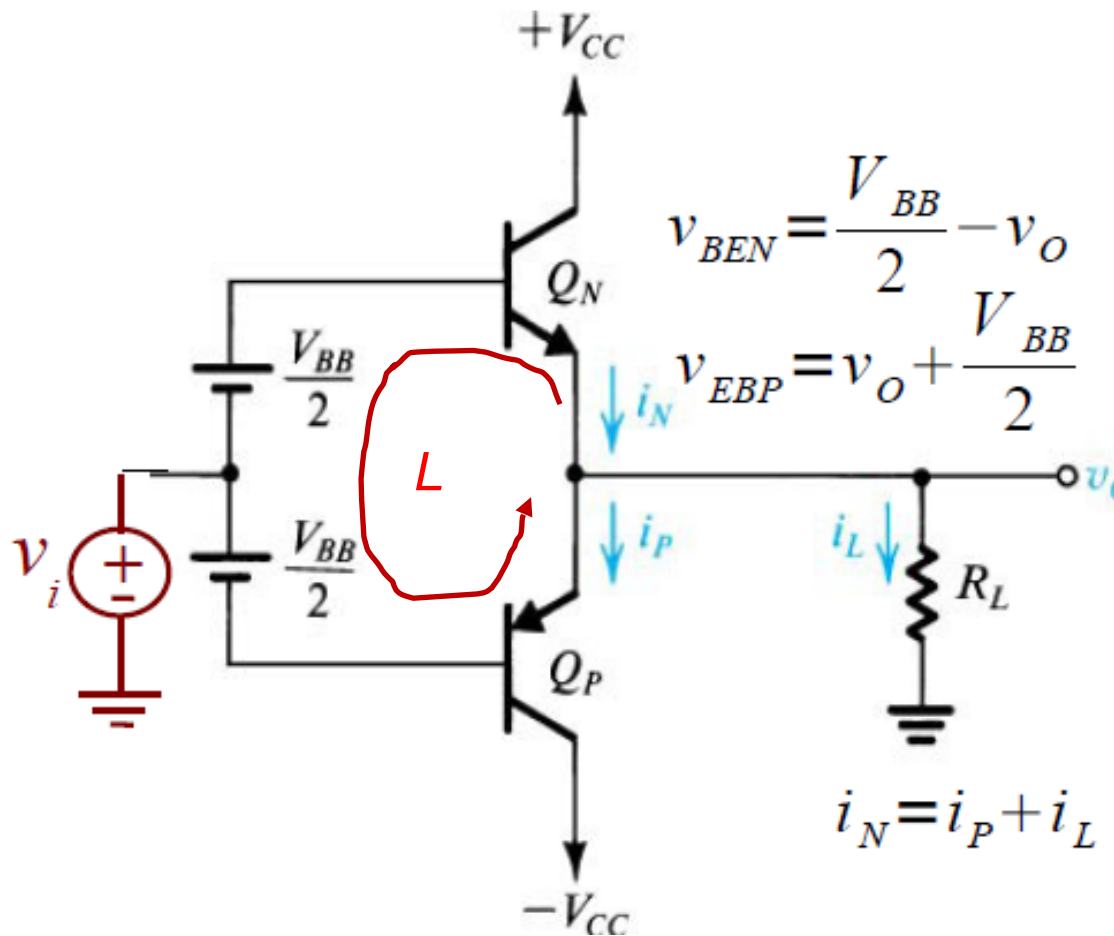 +V_CC
v_BEN = V_BB/2 − v_O
Q_N
V_BB/2
v_EBP = v_O + V_BB/2
i_N
L
i_P
i_L
V_BB/2
v_i
+
-
R_L
Q_P
i_N = i_P + i_L
−V_CC